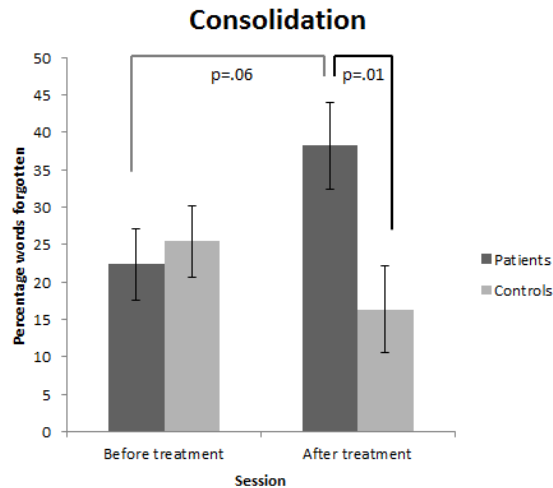 Consolidation
50
45
40
35
30
25
20
15
10
5
0
Percentage words forgotten
p=.06
p=.01
Patients
Controls
Before treatment
After treatment
Session